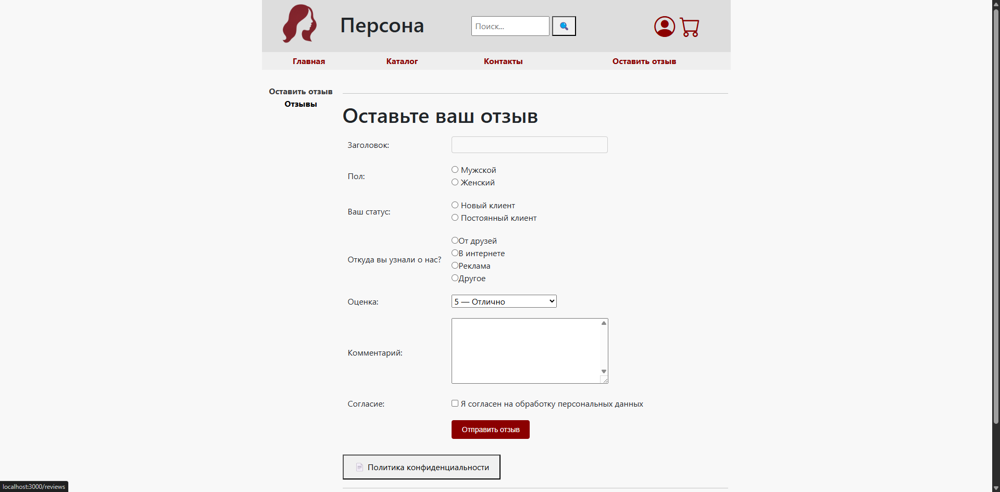 Персона
Поиск...
Главная
Каталог
Контакты
Оставить отзыв
Оставить отзыв
Отзывы
Оставьте ваш отзыв
Заголовок:
Пол:
Мужской
Женский
Ваш статус:
Новый клиент
Постоянный клиент
Откуда вы узнали о нас?
От друзей
В интернете
Реклама
Другое
Оценка:
5 — Отлично
Комментарий:
Согласие:
Я согласен на обработку персональных данных
Отправить отзыв
Политика конфиденциальности
localhost:3000/reviews